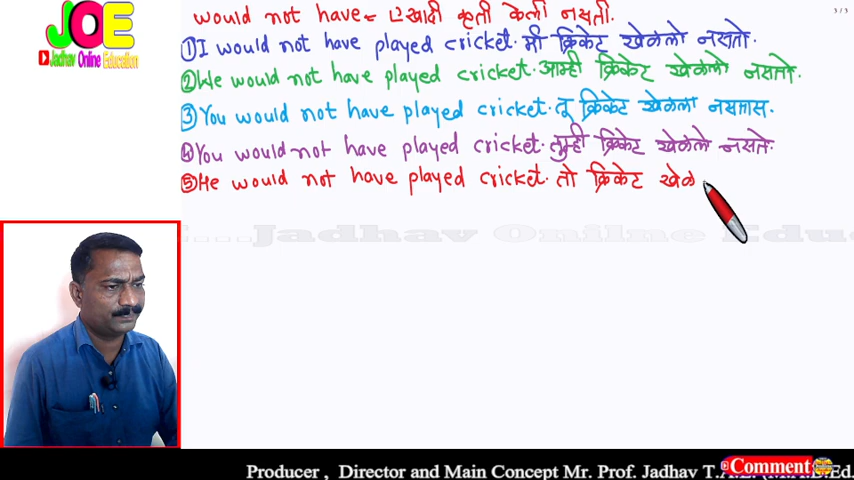 would not have = एखादी कृती केली नसती.
3/3
JOE
Jadhav Online Education
① I would not have played cricket. मी क्रिकेट खेळलो नसतो.
② We would not have played cricket. आम्ही क्रिकेट खेळलो नसतो.
③ You would not have played cricket. तू क्रिकेट खेळला नसतास.
④ You would not have played cricket. तुम्ही क्रिकेट खेळलो नसते.
⑤ He would not have played cricket. तो क्रिकेट खेळ
E....Jadhav Online Edu
Producer , Director and Main Concept Mr. Prof. Jadhav T.A.
Comment